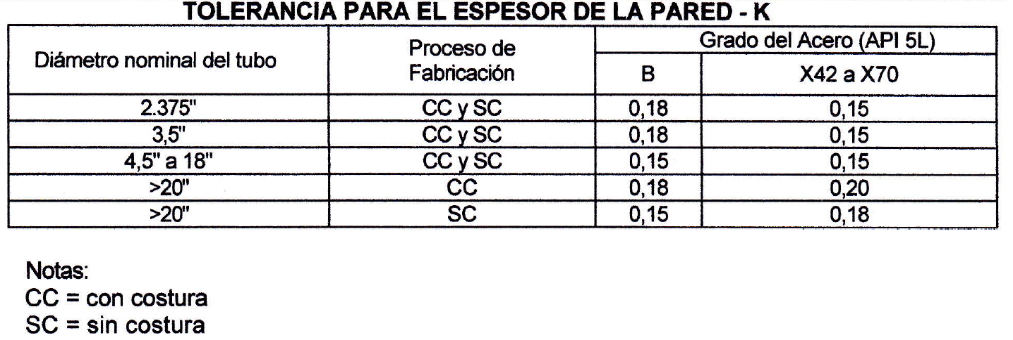 TOLERANCIA PARA EL ESPESOR DE LA PARED - K
Diámetro nominal del tubo Proceso de Fabricación Grado del Acero (API 5L)
B X42 a X70
2.375" CC y SC 0,18 0,15
3,5" CC y SC 0,18 0,15
4,5" a 18" CC y SC 0,15 0,15
>20" CC 0,18 0,20
>20" SC 0,15 0,18
Notas:
CC = con costura
SC = sin costura